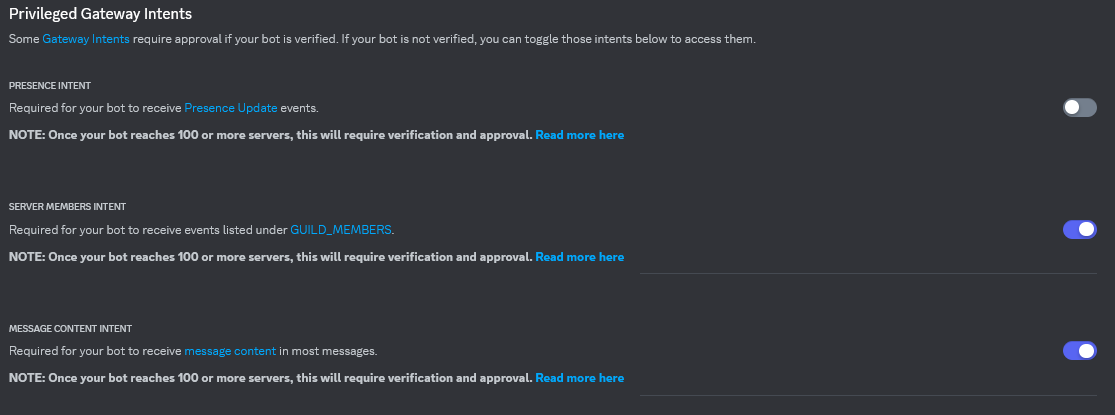 Privileged Gateway Intents
Some Gateway Intents require approval if your bot is verified. If your bot is not verified, you can toggle those intents below to access them.
PRESENCE INTENT
Required for your bot to receive Presence Update events.
NOTE: Once your bot reaches 100 or more servers, this will require verification and approval. Read more here
SERVER MEMBERS INTENT
Required for your bot to receive events listed under GUILD_MEMBERS.
NOTE: Once your bot reaches 100 or more servers, this will require verification and approval. Read more here
MESSAGE CONTENT INTENT
Required for your bot to receive message content in most messages.
NOTE: Once your bot reaches 100 or more servers, this will require verification and approval. Read more here